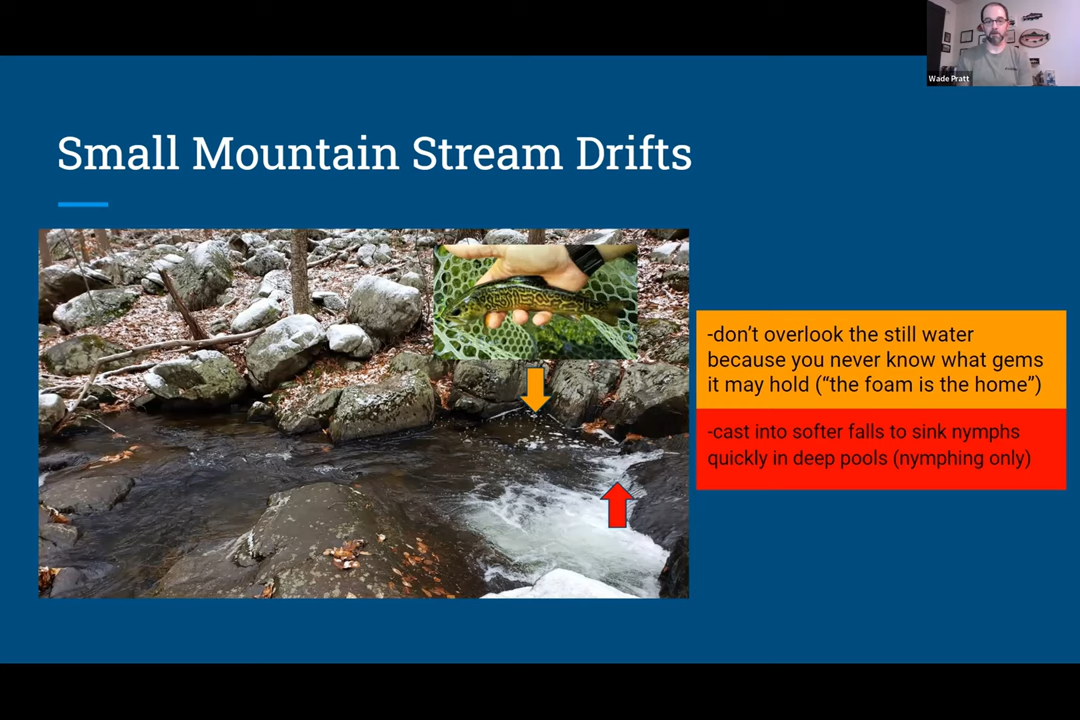 Wade Pratt
Small Mountain Stream Drifts
-don’t overlook the still water
because you never know what gems
it may hold (“the foam is the home”)
-cast into softer falls to sink nymphs
quickly in deep pools (nymphing only)